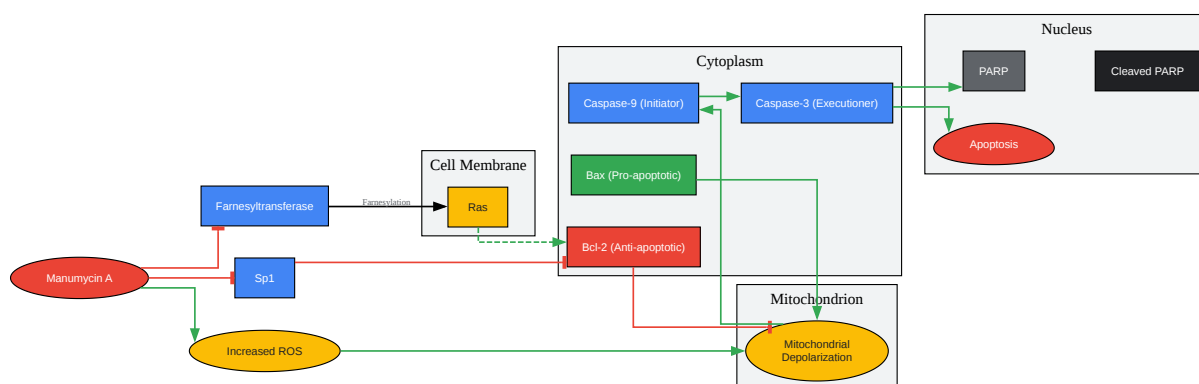 Nucleus
PARP
Cleaved PARP
Apoptosis
Cytoplasm
Caspase-9 (Initiator)
Caspase-3 (Executioner)
Bax (Pro-apoptotic)
Bcl-2 (Anti-apoptotic)
Cell Membrane
Ras
Farnesyltransferase
Farnesylation
Manumycin A
Sp1
Increased ROS
Mitochondrion
Mitochondrial
Depolarization